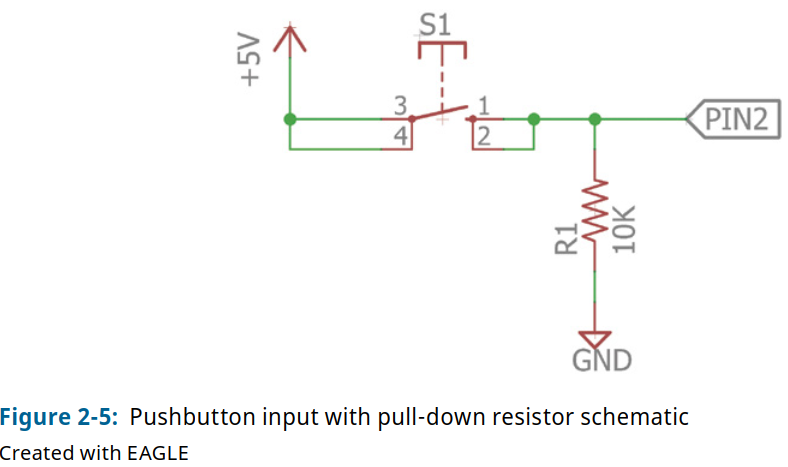 S1
+5V
3
1
4
2
PIN2
R1
10K
GND
Figure 2-5: Pushbutton input with pull-down resistor schematic
Created with EAGLE